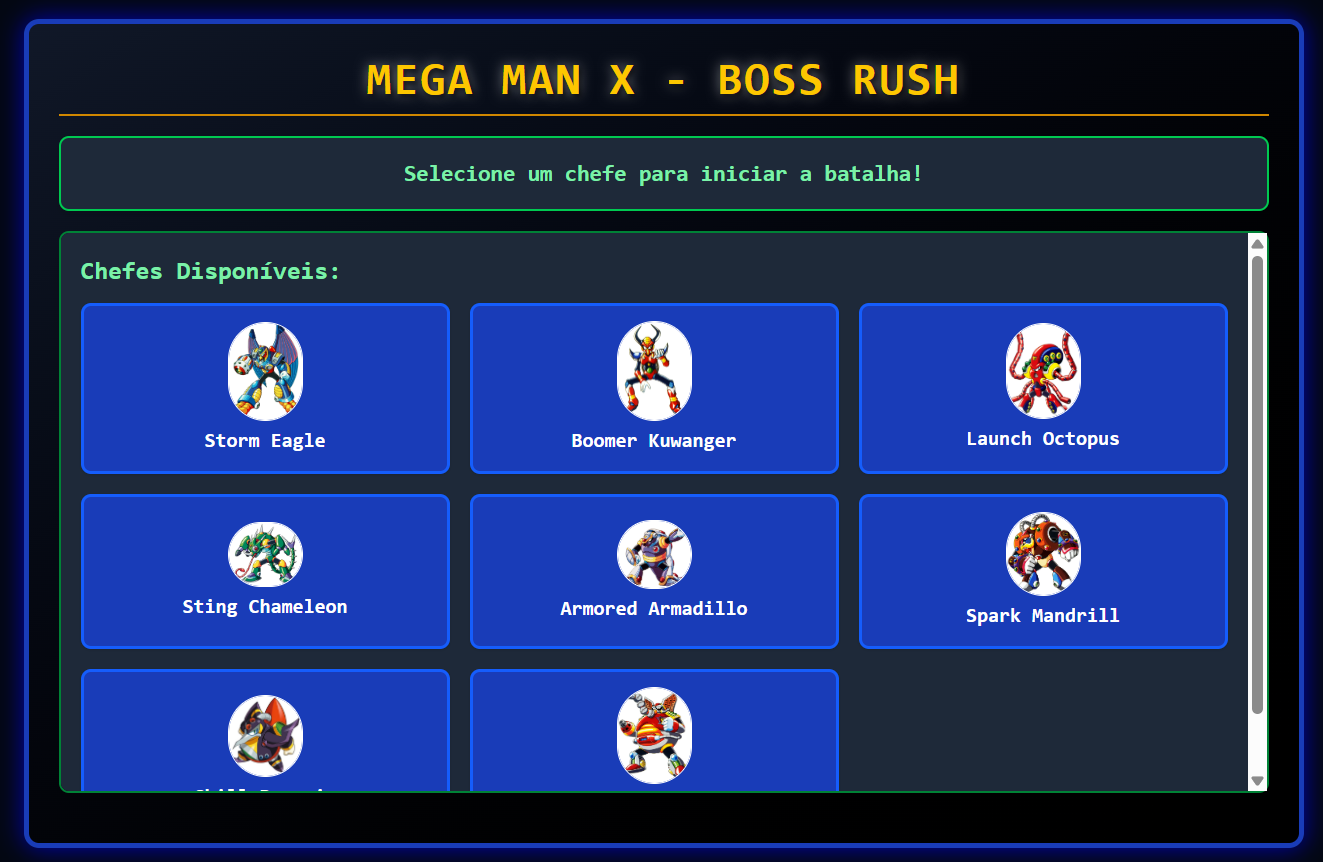 MEGA MAN X - BOSS RUSH
Selecione um chefe para iniciar a batalha!
Chefes Disponíveis:
Storm Eagle
Boomer Kuwanger
Launch Octopus
Sting Chameleon
Armored Armadillo
Spark Mandrill